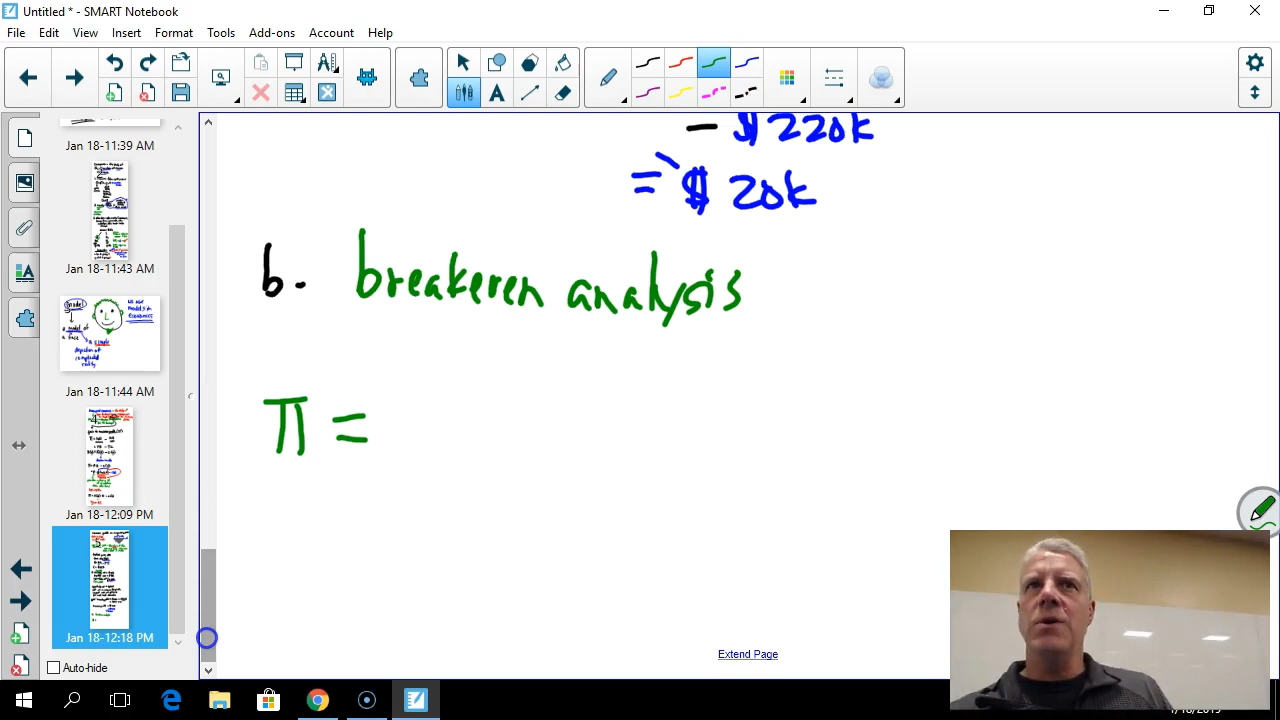 Untitled * - SMART Notebook
File Edit View Insert Format Tools Add-ons Account Help
Jan 18-11:39 AM
Jan 18-11:43 AM
Jan 18-11:44 AM
Jan 18-12:09 PM
Jan 18-12:18 PM
Auto-hide
- $ 220k
= $ 20k
b. breakeven analysis
π =
Extend Page